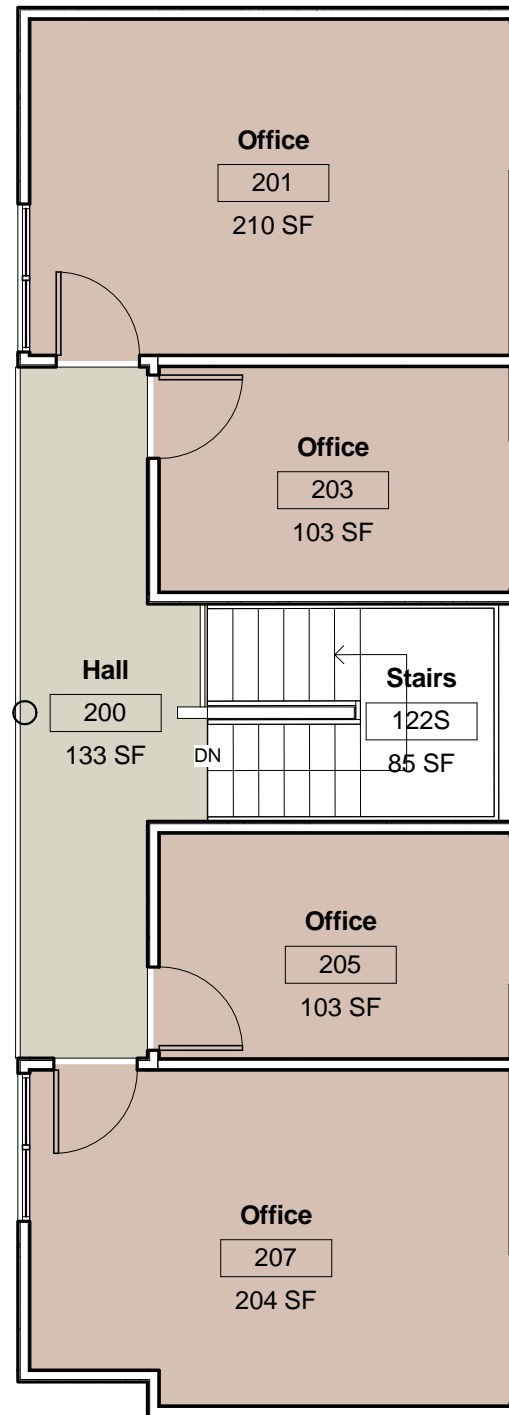 Office
201
210 SF
Office
203
103 SF
Hall
200
133 SF
Stairs
122S
85 SF
DN
Office
205
103 SF
Office
207
204 SF